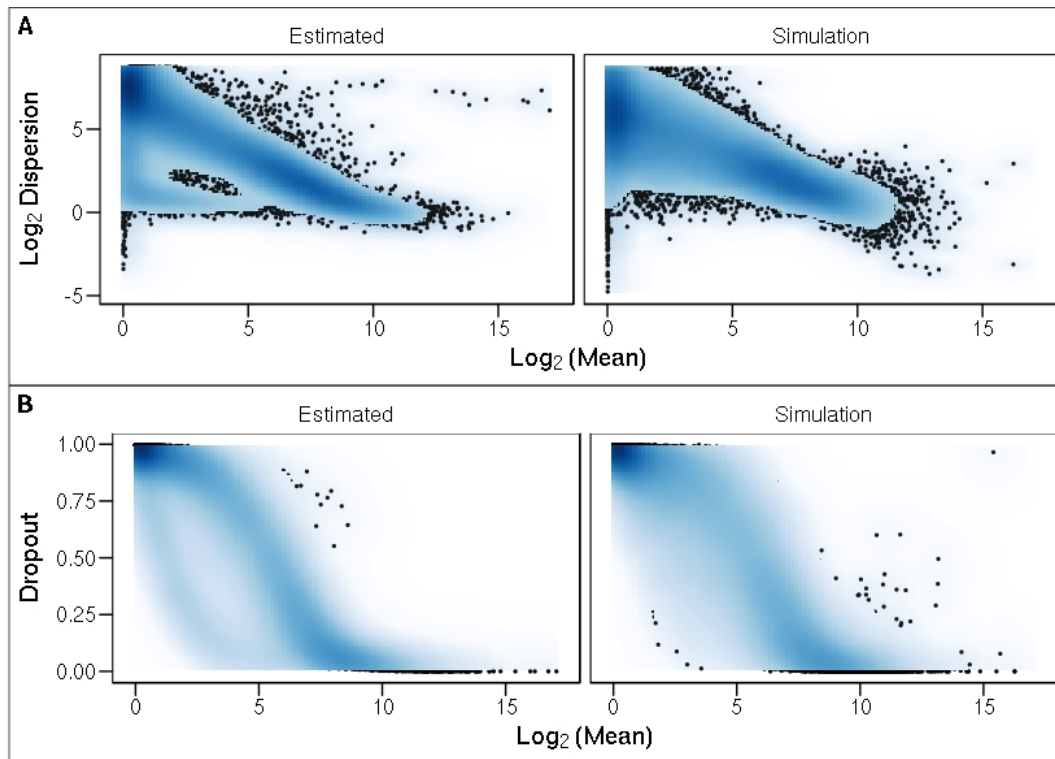 A
Estimated Simulation
Log2 Dispersion
5
0
-5
0 5 10 15 0 5 10 15
Log2 (Mean)
B
Estimated Simulation
Dropout
1.00
0.75
0.50
0.25
0.00
0 5 10 15 0 5 10 15
Log2 (Mean)